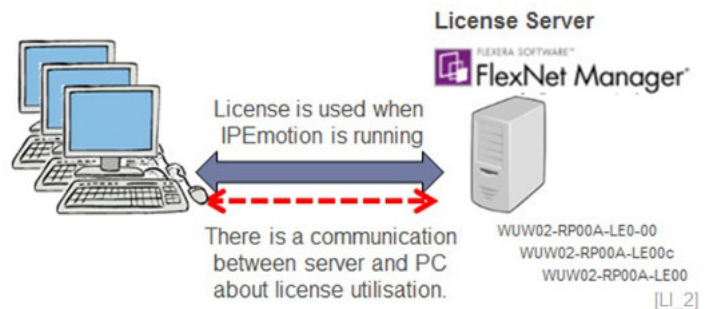 License Server
FLEXERA SOFTWARE™
FlexNet Manager®
License is used when
IPEmotion is running
There is a communication
between server and PC
about license utilisation.
WUW02-RP00A-LE0-00
WUW02-RP00A-LE00c
WUW02-RP00A-LE00
[LI_2]